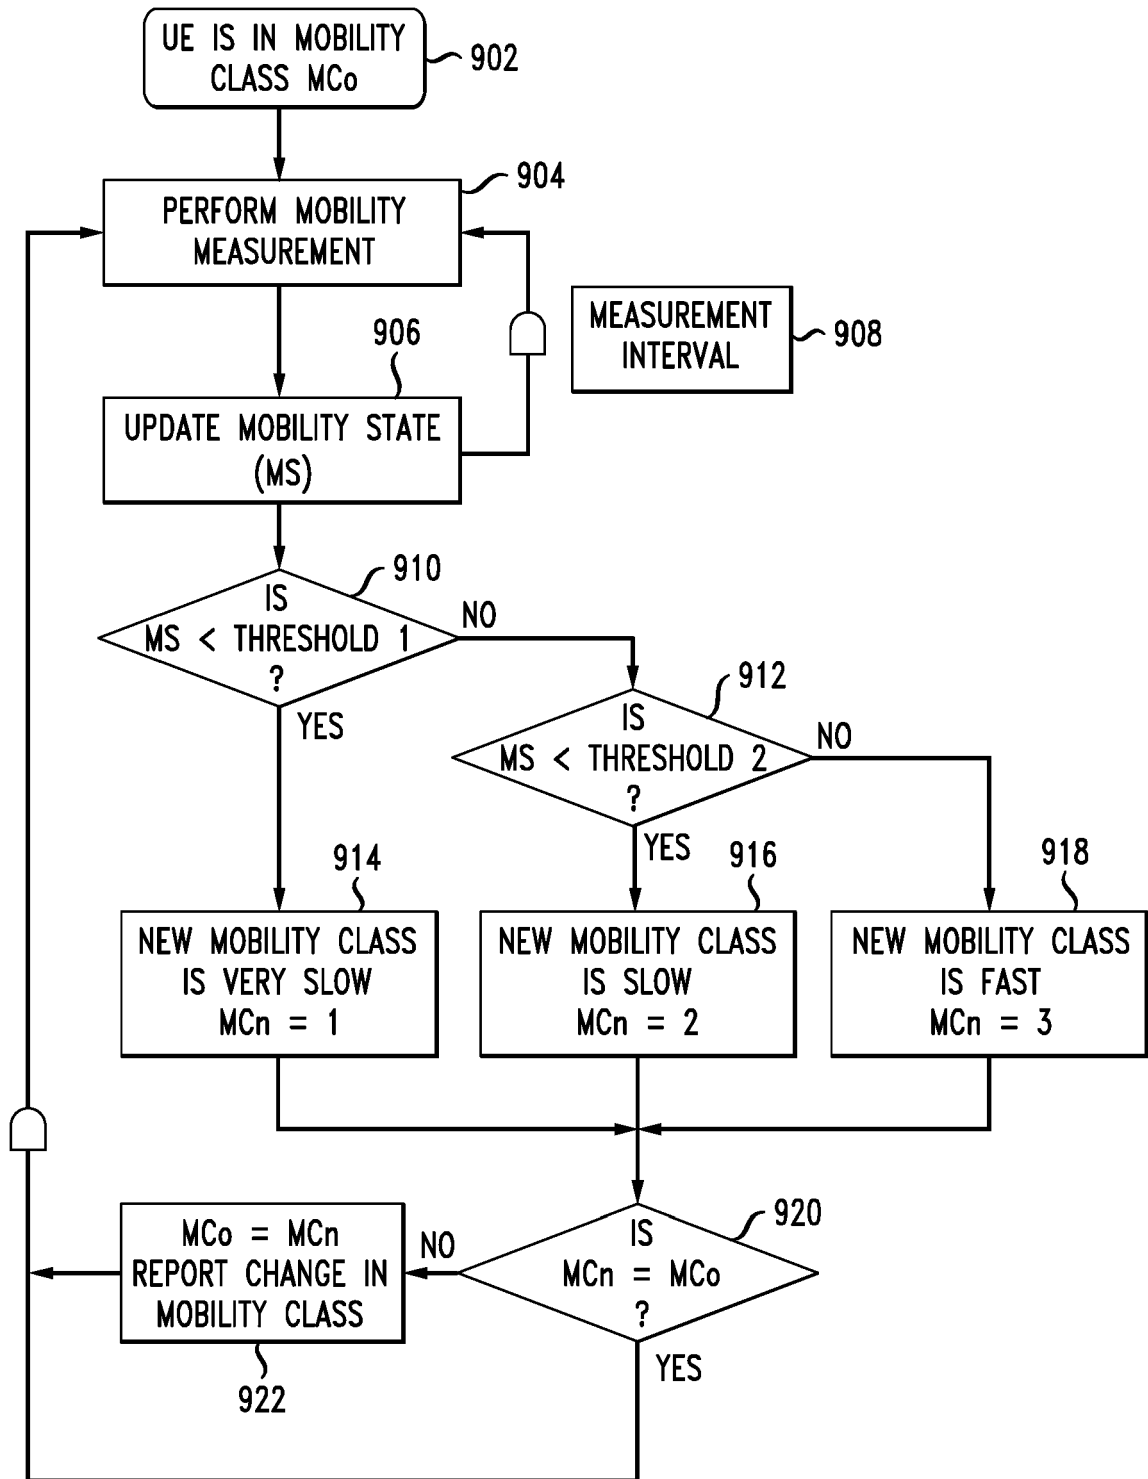 UE IS IN MOBILITY
CLASS MCo
902
904
PERFORM MOBILITY
MEASUREMENT
906
MEASUREMENT
INTERVAL
908
UPDATE MOBILITY STATE
(MS)
910
IS
MS < THRESHOLD 1
?
NO
YES
912
IS
MS < THRESHOLD 2
?
NO
YES
914
NEW MOBILITY CLASS
IS VERY SLOW
MCn = 1
916
NEW MOBILITY CLASS
IS SLOW
MCn = 2
918
NEW MOBILITY CLASS
IS FAST
MCn = 3
920
IS
MCn = MCo
?
NO
YES
MCo = MCn
REPORT CHANGE IN
MOBILITY CLASS
922